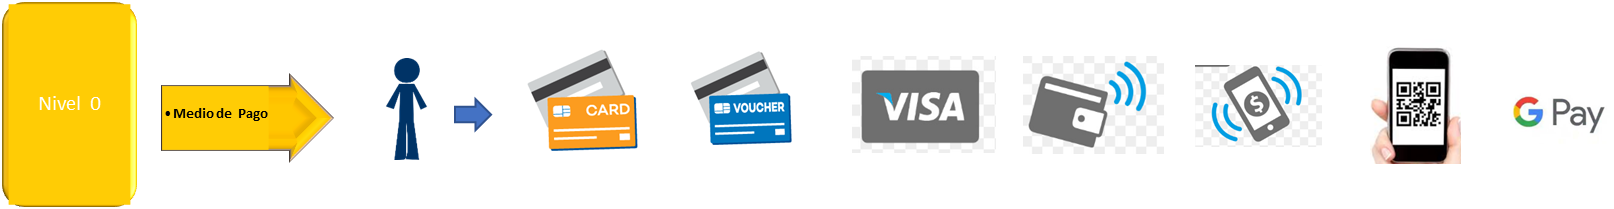 Nivel 0
• Medio de Pago
CARD
VOUCHER
VISA
$
G Pay